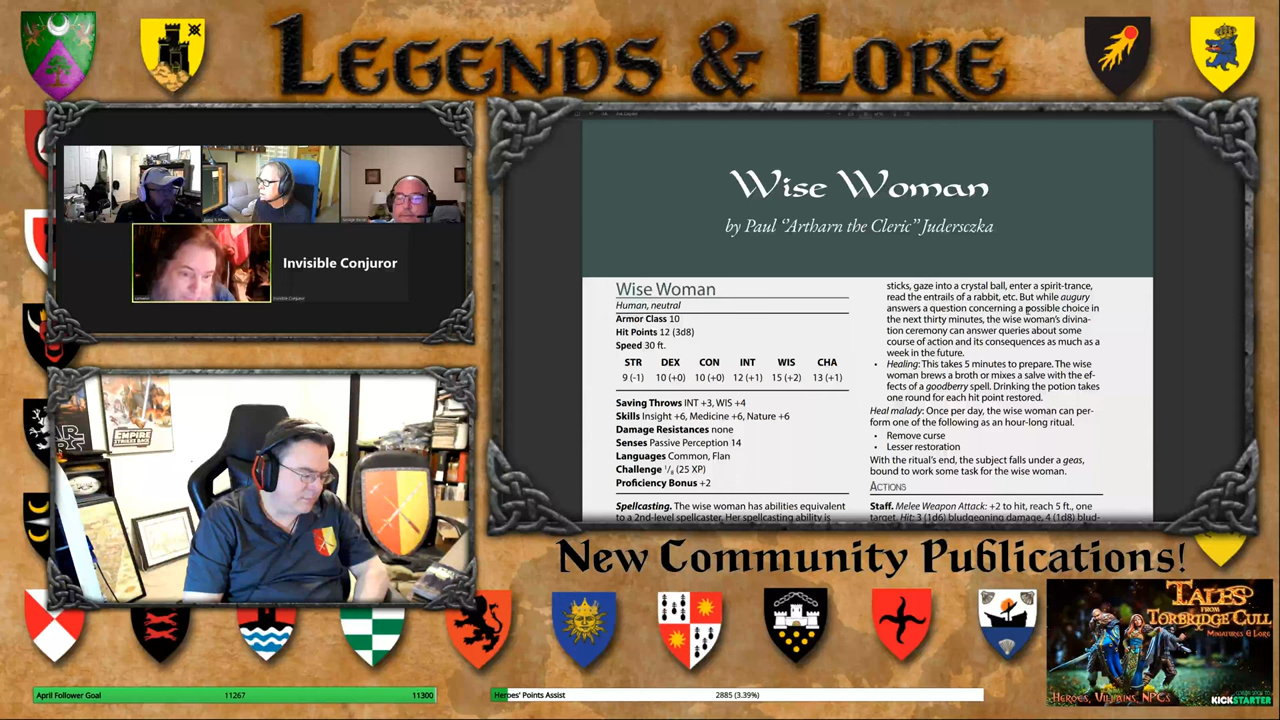 LEGENDS & LORE
Invisible Conjuror
Invisible Conjuror
EMPIRE
STRIKES BACK
Wise Woman
by Paul “Artharn the Cleric” Judersczka
Wise Woman
Human, neutral
Armor Class 10
Hit Points 12 (3d8)
Speed 30 ft.
STR DEX CON INT WIS CHA
9 (-1) 10 (+0) 10 (+0) 12 (+1) 15 (+2) 13 (+1)
Saving Throws INT +3, WIS +4
Skills Insight +6, Medicine +6, Nature +6
Damage Resistances none
Senses Passive Perception 14
Languages Common, Flan
Challenge 1/8 (25 XP)
Proficiency Bonus +2
Spellcasting. The wise woman has abilities equivalent
to a 2nd-level spellcaster. Her spellcasting ability is
sticks, gaze into a crystal ball, enter a spirit-trance,
read the entrails of a rabbit, etc. But while augury
answers a question concerning a possible choice in
the next thirty minutes, the wise woman's divina-
tion ceremony can answer queries about some
course of action and its consequences as much as a
week in the future.
• Healing: This takes 5 minutes to prepare. The wise
woman brews a broth or mixes a salve with the ef-
fects of a goodberry spell. Drinking the potion takes
one round for each hit point restored.
Heal malady: Once per day, the wise woman can per-
form one of the following as an hour-long ritual.
• Remove curse
• Lesser restoration
With the ritual's end, the subject falls under a geas,
bound to work some task for the wise woman.
ACTIONS
Staff. Melee Weapon Attack: +2 to hit, reach 5 ft., one
target. Hit: 3 (1d6) bludgeoning damage, 4 (1d8) blud-
New Community Publications!
TALES
FROM
TORBRIDGE CULL
MINIATURES & LORE
HEROES, VILLAINS, NPCS
KICKSTARTER
April Follower Goal 11267 11300
Heroes' Points Assist 2885 (3.39%)